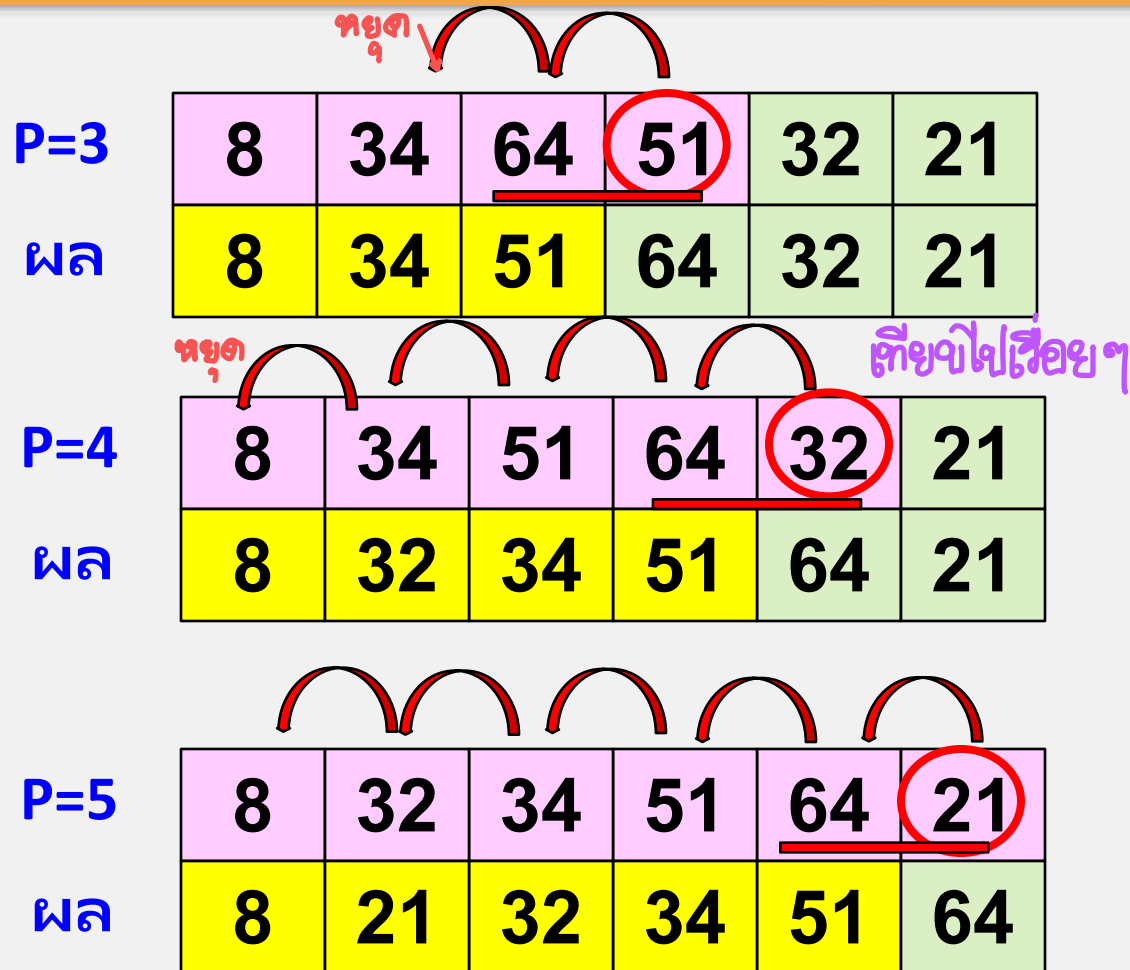 หยุด
P=3 8 34 64 51 32 21
ผล 8 34 51 64 32 21
หยุด เทียบไปเรื่อยๆ
P=4 8 34 51 64 32 21
ผล 8 32 34 51 64 21
P=5 8 32 34 51 64 21
ผล 8 21 32 34 51 64